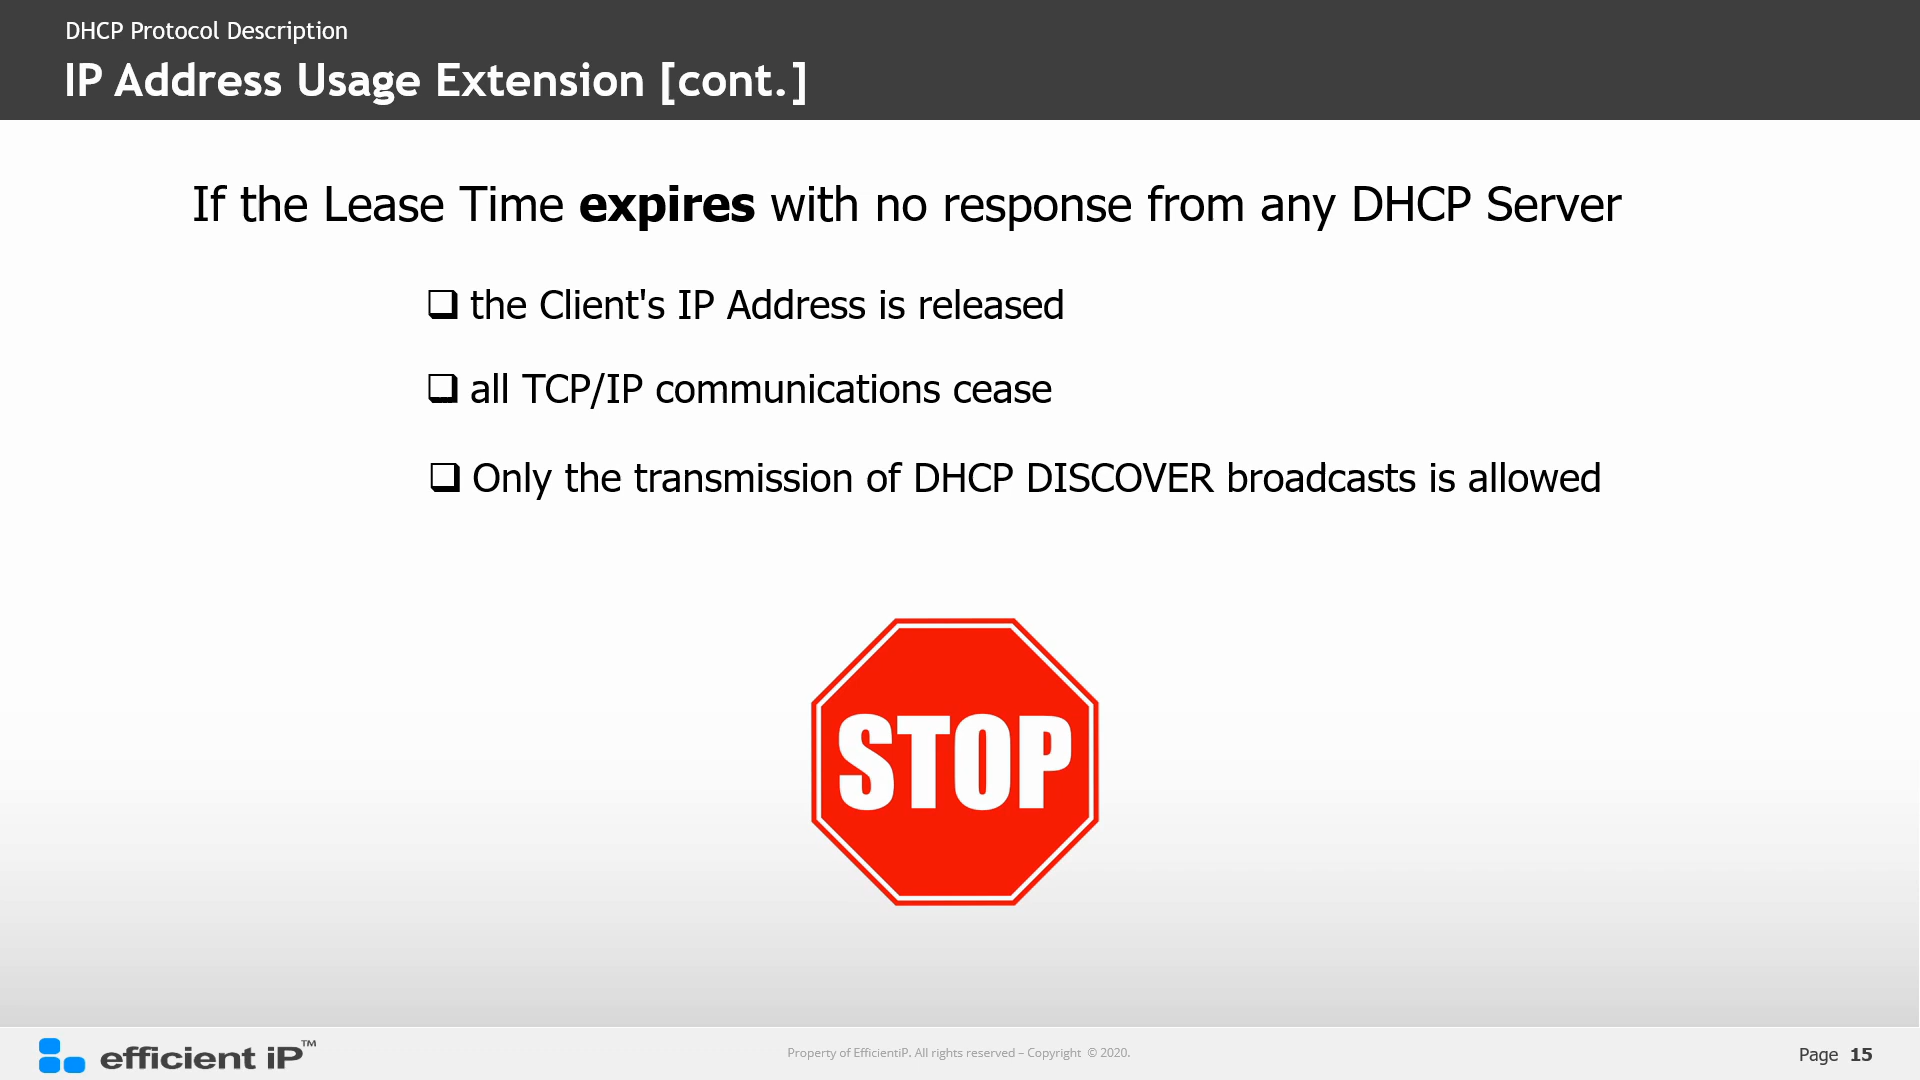 DHCP Protocol Description
IP Address Usage Extension [cont.]
If the Lease Time expires with no response from any DHCP Server
❑ the Client's IP Address is released
❑ all TCP/IP communications cease
❑ Only the transmission of DHCP DISCOVER broadcasts is allowed
STOP
efficient iP™
Property of EfficientiP. All rights reserved – Copyright © 2020.
Page 15